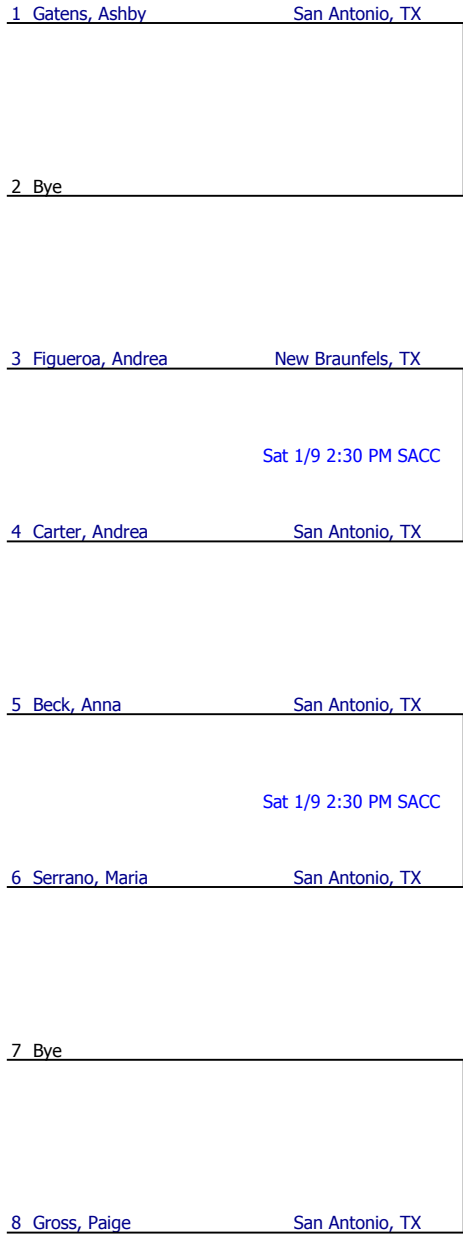 1 Gatens, Ashby San Antonio, TX
2 Bye
3 Figueroa, Andrea New Braunfels, TX
Sat 1/9 2:30 PM SACC
4 Carter, Andrea San Antonio, TX
5 Beck, Anna San Antonio, TX
Sat 1/9 2:30 PM SACC
6 Serrano, Maria San Antonio, TX
7 Bye
8 Gross, Paige San Antonio, TX